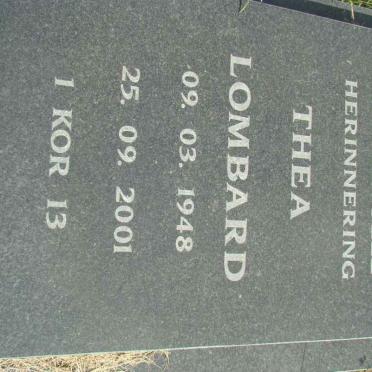 HERINNERING
THEA
LOMBARD
09. 03. 1948
25. 09. 2001
1 KOR 13